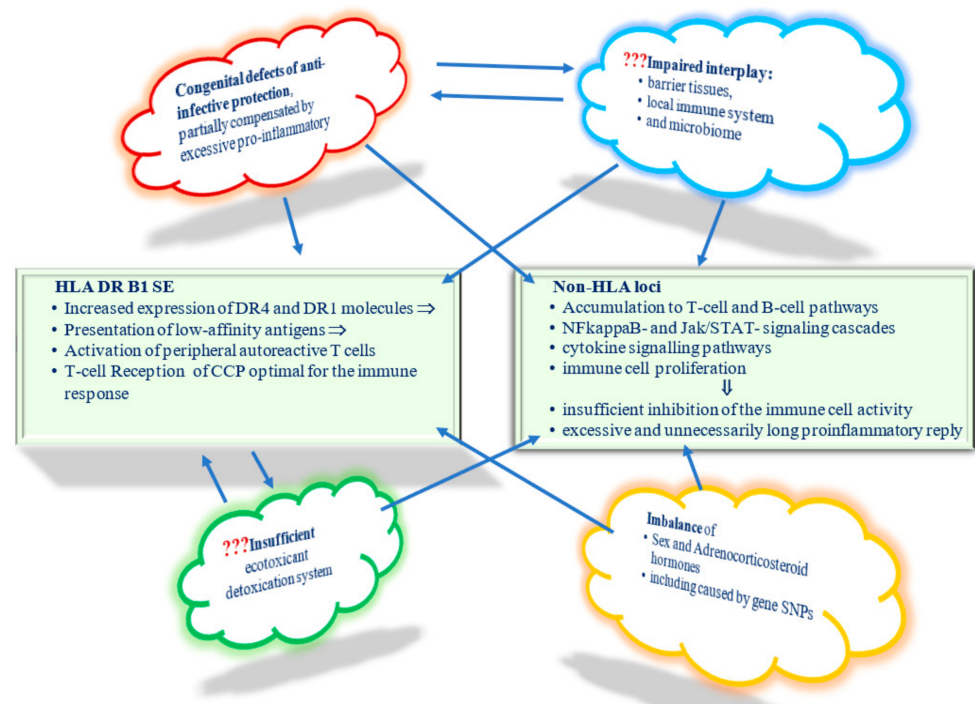 Congenital defects of anti-
infective protection,
partially compensated by
excessive pro-inflammatory
???Impaired interplay:
• barrier tissues,
• local immune system
• and microbiome
HLA DR B1 SE
• Increased expression of DR4 and DR1 molecules ⇒
• Presentation of low-affinity antigens ⇒
• Activation of peripheral autoreactive T cells
• T-cell Reception of CCP optimal for the immune
response
Non-HLA loci
• Accumulation to T-cell and B-cell pathways
• NFkappaB- and Jak/STAT- signaling cascades
• cytokine signalling pathways
• immune cell proliferation
⇓
• insufficient inhibition of the immune cell activity
• excessive and unnecessarily long proinflammatory reply
???Insufficient
ecotoxicant
detoxication system
Imbalance of
• Sex and Adrenocorticosteroid
hormones
• including caused by gene SNPs